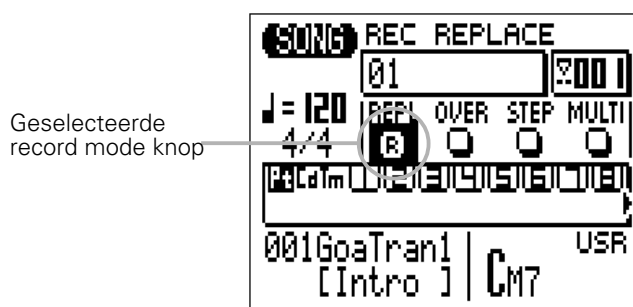 Geselecteerde
record mode knop
SONG REC REPLACE
01 001
♩=120 REPL OVER STEP MULTI
4/4 R
Pt Cd Tm 1 2 3 4 5 6 7 8
001GoaTran1 USR
[Intro ] CM7